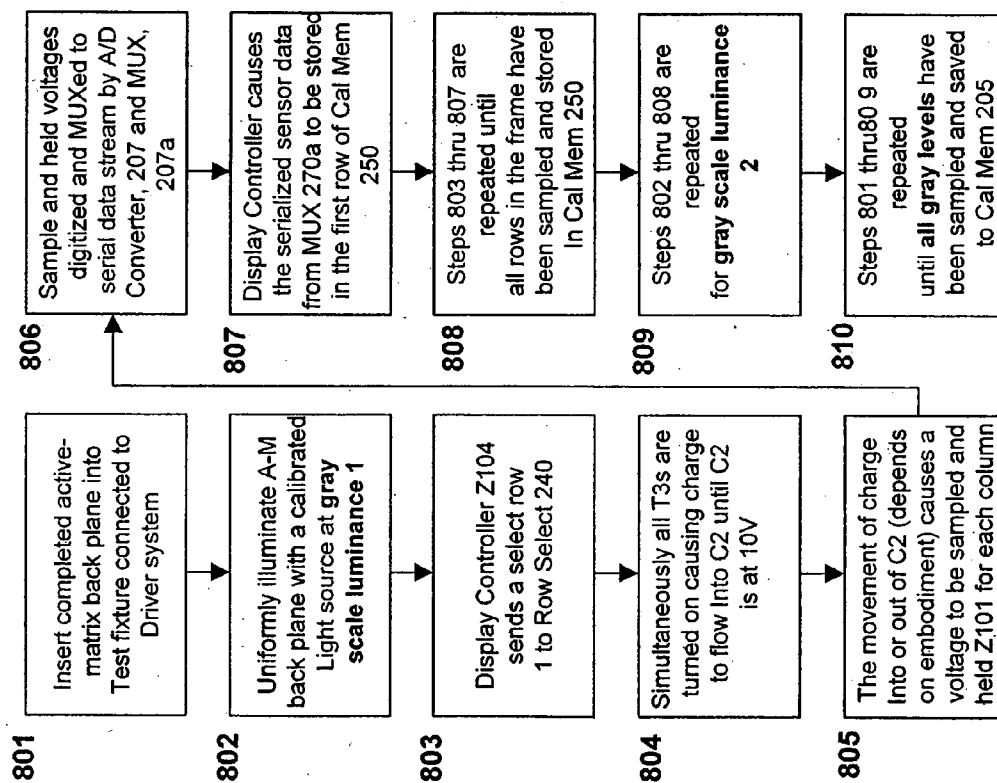 801
Insert completed active-
matrix back plane into
Test fixture connected to
Driver system
802
Uniformly illuminate A-M
back plane with a calibrated
Light source at gray
scale luminance 1
803
Display Controller Z104
sends a select row
1 to Row Select 240
804
Simultaneously all T3s are
turned on causing charge
to flow Into C2 until C2
is at 10V
805
The movement of charge
Into or out of C2 (depends
on embodiment) causes a
voltage to be sampled and
held Z101 for each column
806
Sample and held voltages
digitized and MUXed to
serial data stream by A/D
Converter, 207 and MUX,
207a
807
Display Controller causes
the serialized sensor data
from MUX 270a to be stored
in the first row of Cal Mem
250
808
Steps 803 thru 807 are
repeated until
all rows in the frame have
been sampled and stored
In Cal Mem 250
809
Steps 802 thru 808 are
repeated
for gray scale luminance
2
810
Steps 801 thru80 9 are
repeated
until all gray levels have
been sampled and saved
to Cal Mem 205